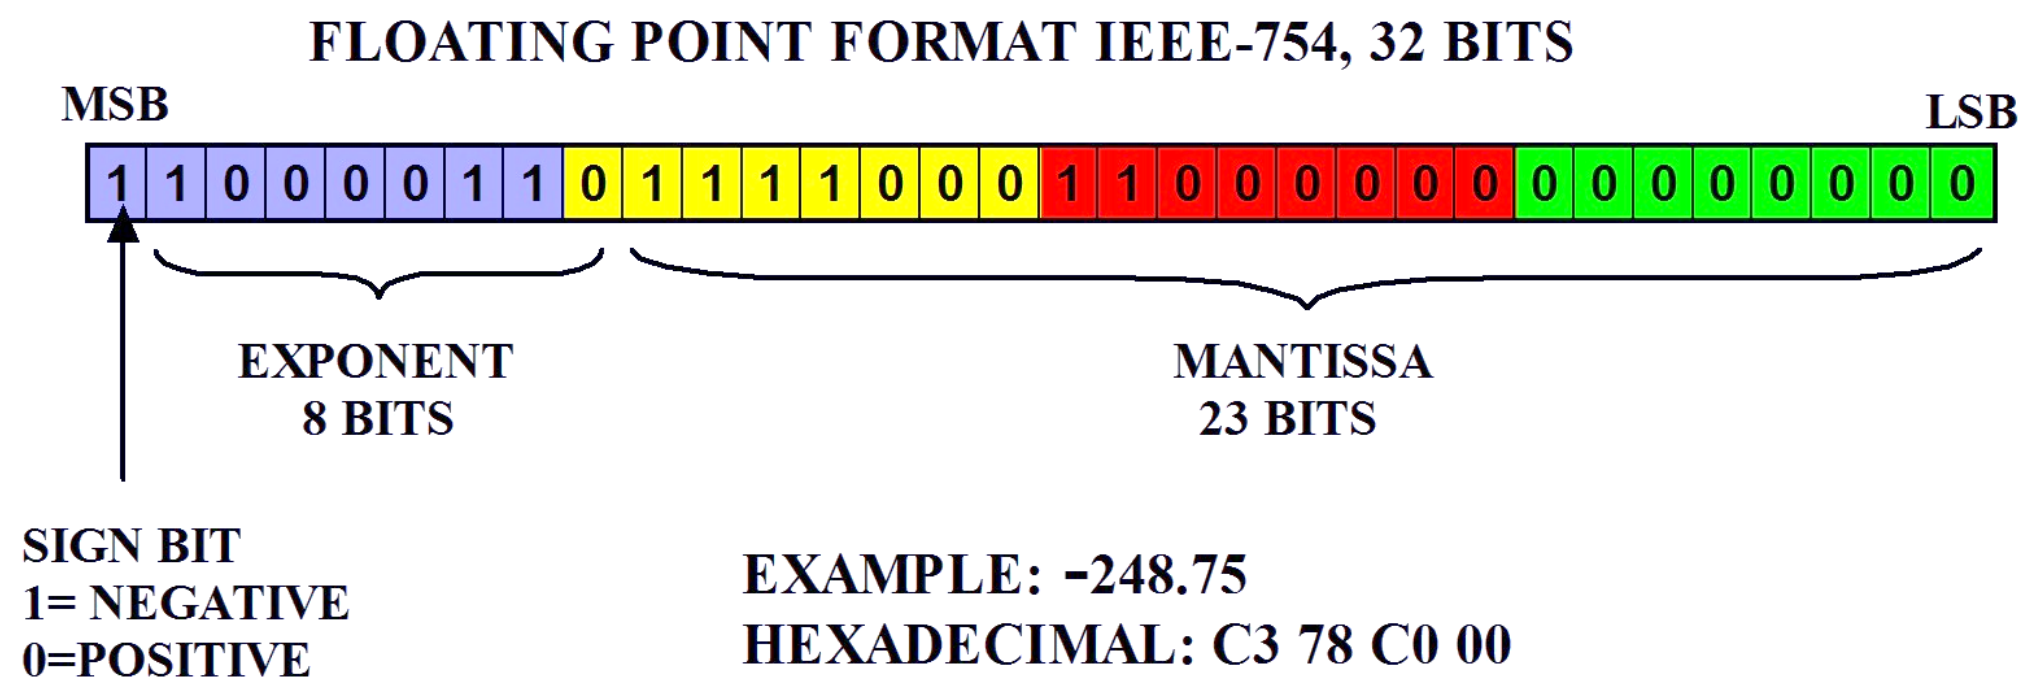 FLOATING POINT FORMAT IEEE-754, 32 BITS
MSB
LSB
1 1 0 0 0 0 1 1 0 1 1 1 1 0 0 0 1 1 0 0 0 0 0 0 0 0 0 0 0 0 0 0
EXPONENT
8 BITS
MANTISSA
23 BITS
SIGN BIT
1= NEGATIVE
0=POSITIVE
EXAMPLE: -248.75
HEXADECIMAL: C3 78 C0 00